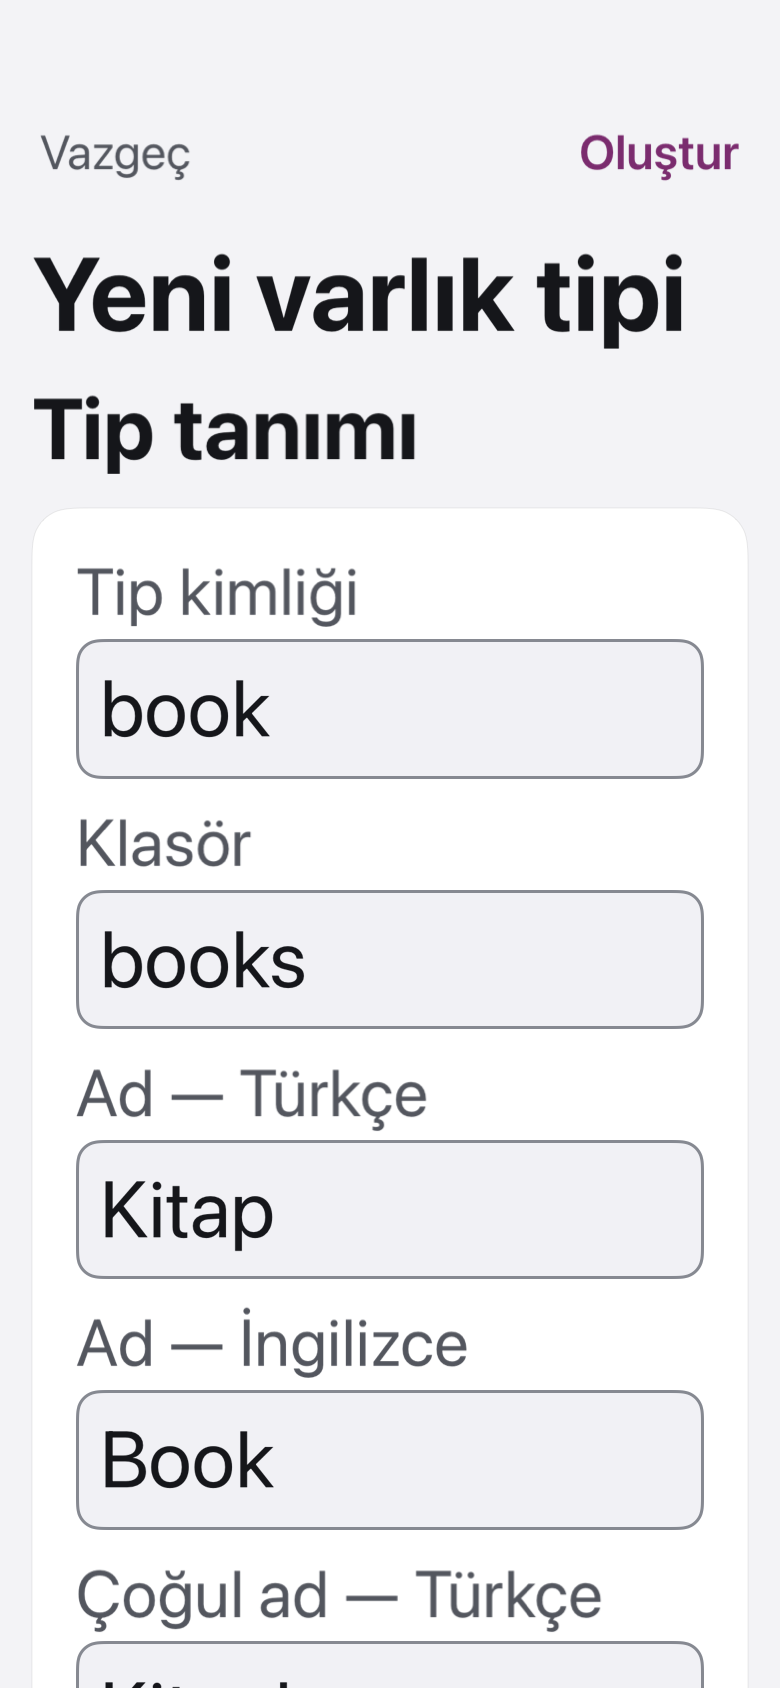 Vazgeç
Oluştur
Yeni varlık tipi
Tip tanımı
Tip kimliği
book
Klasör
books
Ad — Türkçe
Kitap
Ad — İngilizce
Book
Çoğul ad — Türkçe